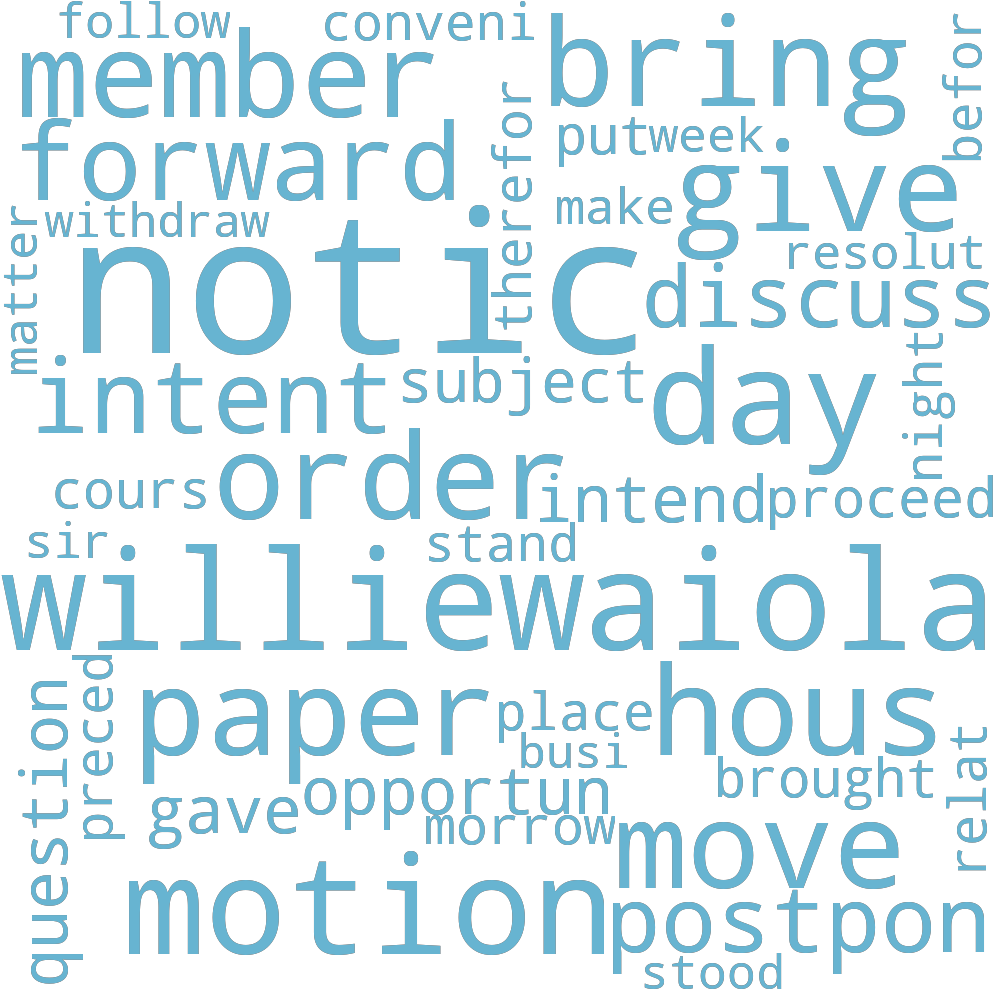 follow
conveni
bring
befor
member
forward
therefor
putweek
give
withdraw
make
resolut
matter
notic
discuss
intent
subject
day
night
order
cours
intend
proceed
sir
stand
williewaiola
question
preced
paper
place
hous
busi
brought
relat
gave
opportun
morrow
move
motion
postpon
stood